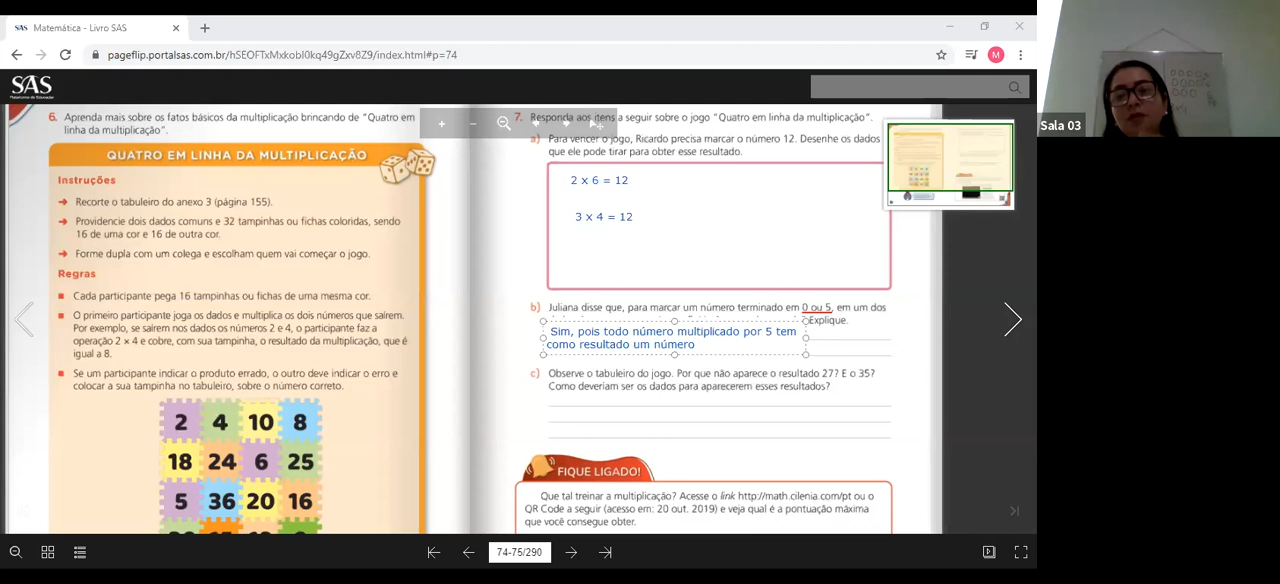 SAS Matemática - Livro SAS
pageflip.portalsas.com.br/hSEOFTxMxkobI0kq49gZxv8Z9/index.html#p=74
M
SAS
Sala 03
6. Aprenda mais sobre os fatos básicos da multiplicação brincando de “Quatro em
linha da multiplicação”.
QUATRO EM LINHA DA MULTIPLICAÇÃO
Instruções
Recorte o tabuleiro do anexo 3 (página 155).
Providencie dois dados comuns e 32 tampinhas ou fichas coloridas, sendo
16 de uma cor e 16 de outra cor.
Forme dupla com um colega e escolham quem vai começar o jogo.
Regras
Cada participante pega 16 tampinhas ou fichas de uma mesma cor.
O primeiro participante joga os dados e multiplica os dois números que saírem.
Por exemplo, se saírem nos dados os números 2 e 4, o participante faz a
operação 2 × 4 e cobre, com sua tampinha, o resultado da multiplicação, que é
igual a 8.
Se um participante indicar o produto errado, o outro deve indicar o erro e
colocar a sua tampinha no tabuleiro, sobre o número correto.
2 4 10 8
18 24 6 25
5 36 20 16
7. Responda aos itens a seguir sobre o jogo “Quatro em linha da multiplicação”.
a) Para vencer o jogo, Ricardo precisa marcar o número 12. Desenhe os dados
que ele pode tirar para obter esse resultado.
2 x 6 = 12
3 x 4 = 12
b) Juliana disse que, para marcar um número terminado em 0 ou 5, em um dos
Explique.
Sim, pois todo número multiplicado por 5 tem
como resultado um número
c) Observe o tabuleiro do jogo. Por que não aparece o resultado 27? E o 35?
Como deveriam ser os dados para aparecerem esses resultados?
FIQUE LIGADO!
Que tal treinar a multiplicação? Acesse o link http://math.cilenia.com/pt ou o
QR Code a seguir (acesso em: 20 out. 2019) e veja qual é a pontuação máxima
que você consegue obter.
74-75/290